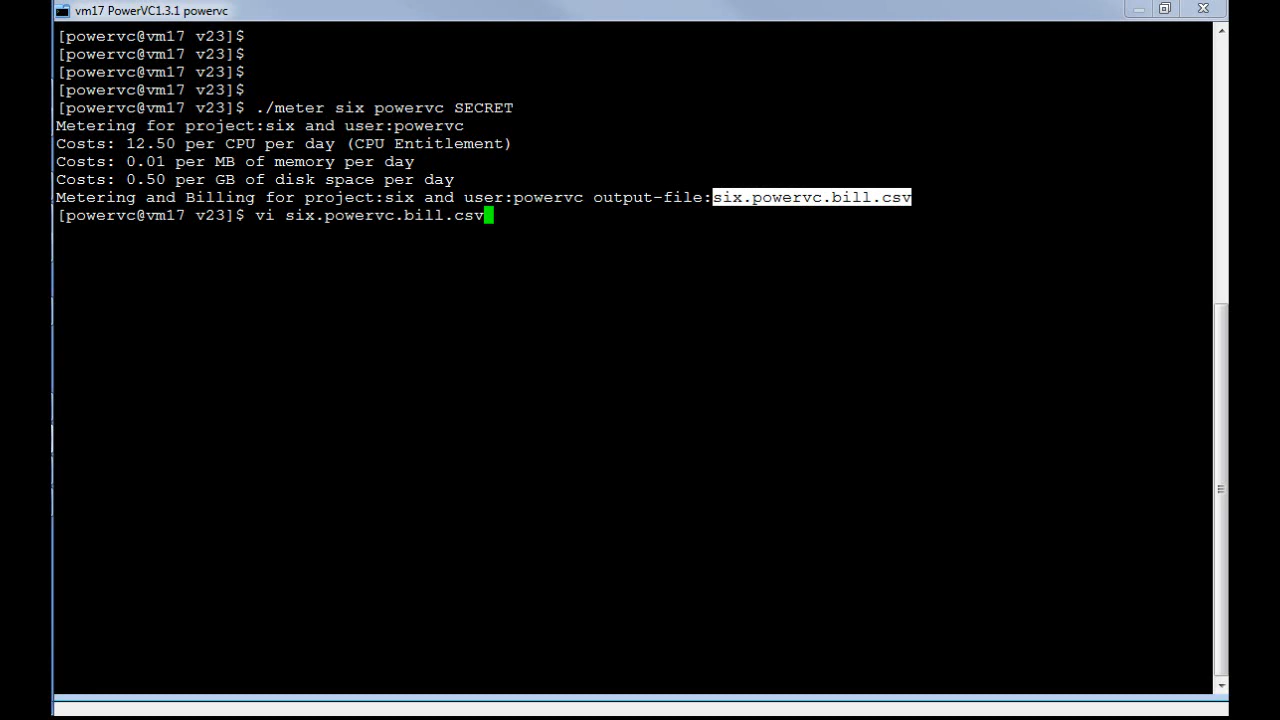 vm17 PowerVC1.3.1 powervc
[powervc@vm17 v23]$
[powervc@vm17 v23]$
[powervc@vm17 v23]$
[powervc@vm17 v23]$
[powervc@vm17 v23]$ ./meter six powervc SECRET
Metering for project:six and user:powervc
Costs: 12.50 per CPU per day (CPU Entitlement)
Costs: 0.01 per MB of memory per day
Costs: 0.50 per GB of disk space per day
Metering and Billing for project:six and user:powervc output-file:six.powervc.bill.csv
[powervc@vm17 v23]$ vi six.powervc.bill.csv